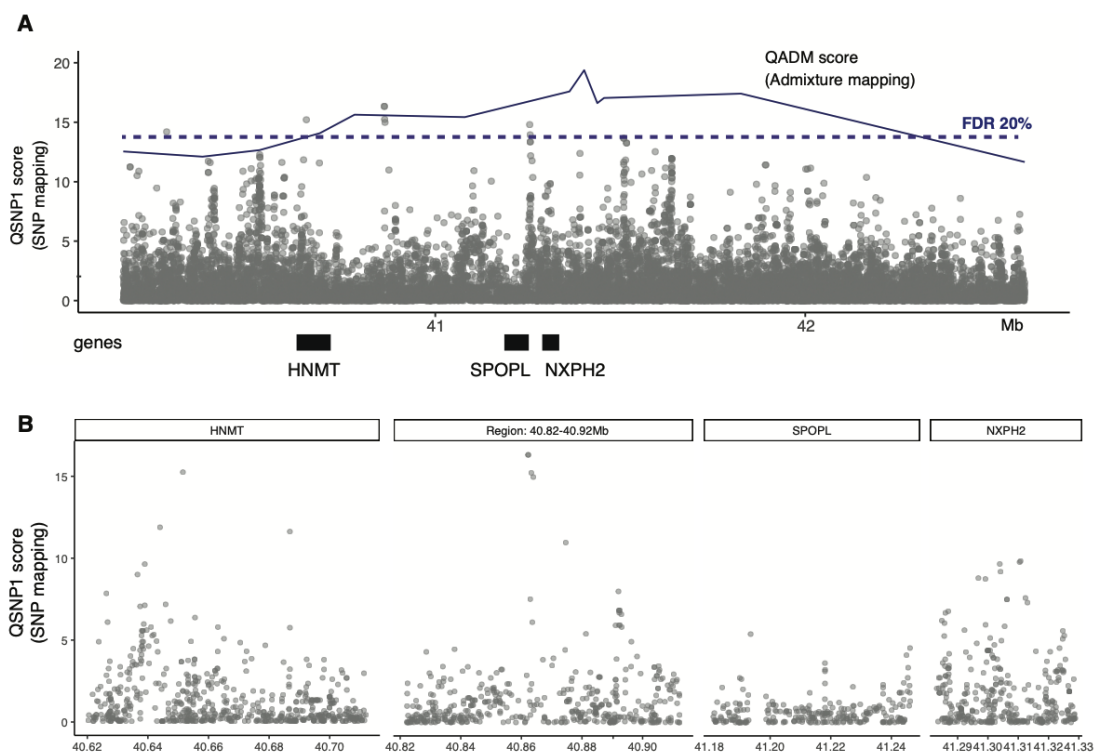 A
QADM score
(Admixture mapping)
FDR 20%
QSNP1 score
(SNP mapping)
20
15
10
5
0
41
42
Mb
genes
HNMT
SPOPL
NXPH2
B
HNMT
Region: 40.82-40.92Mb
SPOPL
NXPH2
QSNP1 score
(SNP mapping)
15
10
5
0
40.62 40.64 40.66 40.68 40.70
40.82 40.84 40.86 40.88 40.90
41.18 41.20 41.22 41.24
41.29 41.30 41.31 41.32 41.33